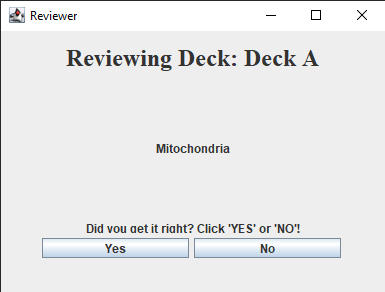 Reviewer
Reviewing Deck: Deck A
Mitochondria
Did you get it right? Click 'YES' or 'NO'!
Yes No